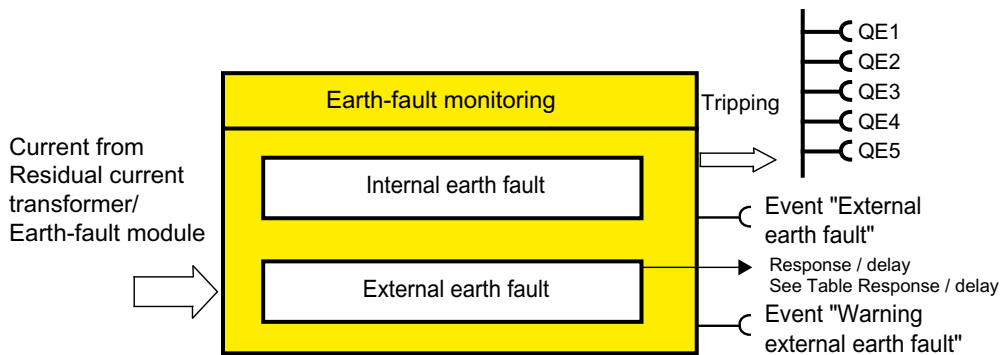 Earth-fault monitoring
Current from
Residual current
transformer/
Earth-fault module
Internal earth fault
External earth fault
Tripping
QE1
QE2
QE3
QE4
QE5
Event "External
earth fault"
Response / delay
See Table Response / delay
Event "Warning
external earth fault"